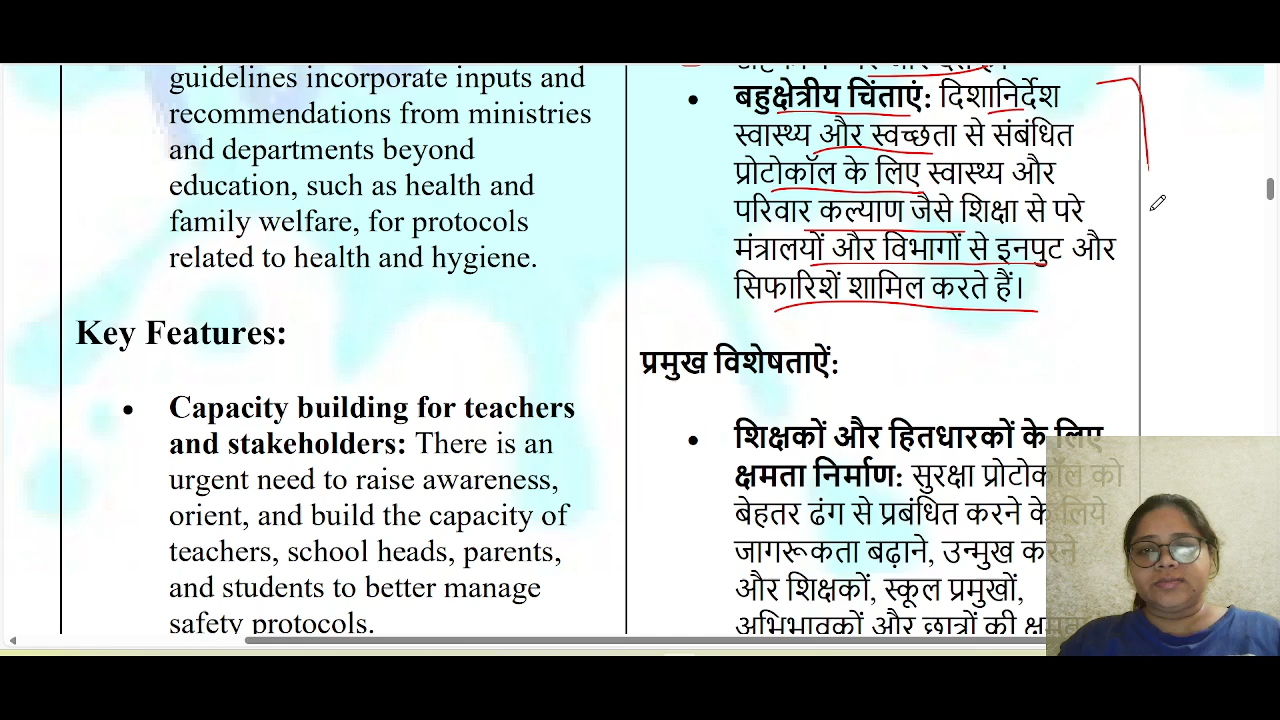 guidelines incorporate inputs and
recommendations from ministries
and departments beyond
education, such as health and
family welfare, for protocols
related to health and hygiene.
Key Features:
• Capacity building for teachers
and stakeholders: There is an
urgent need to raise awareness,
orient, and build the capacity of
teachers, school heads, parents,
and students to better manage
safety protocols.
• बहुक्षेत्रीय चिंताएं: दिशानिर्देश
स्वास्थ्य और स्वच्छता से संबंधित
प्रोटोकॉल के लिए स्वास्थ्य और
परिवार कल्याण जैसे शिक्षा से परे
मंत्रालयों और विभागों से इनपुट और
सिफारिशें शामिल करते हैं।
प्रमुख विशेषताऐं:
• शिक्षकों और हितधारकों के लिए
क्षमता निर्माण: सुरक्षा प्रोटोकॉल को
बेहतर ढंग से प्रबंधित करने के लिये
जागरूकता बढ़ाने, उन्मुख करने
और शिक्षकों, स्कूल प्रमुखों,
अभिभावकों और छात्रों की क्षमता